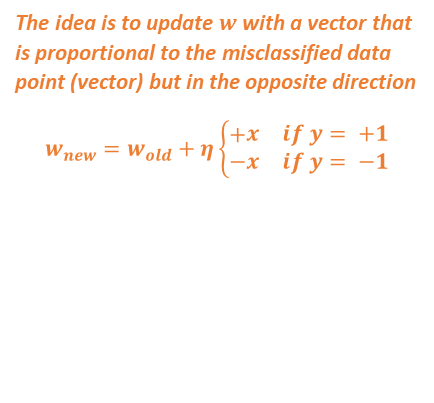 The idea is to update w with a vector that
is proportional to the misclassified data
point (vector) but in the opposite direction
w_new = w_old + η { +x if y = +1
−x if y = −1